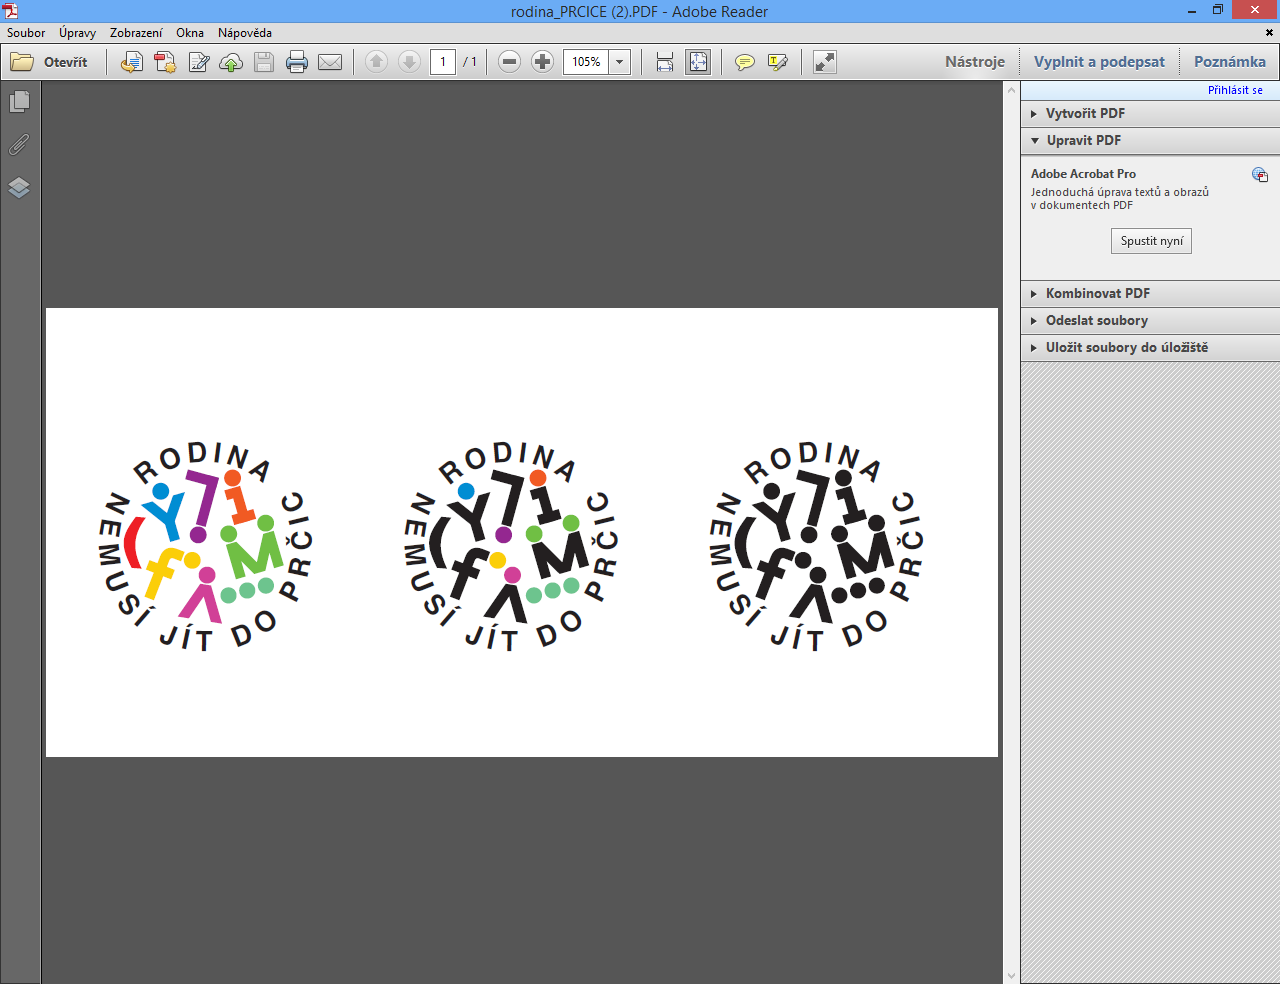 rodina_PRCICE (2).PDF - Adobe Reader
Soubor Úpravy Zobrazení Okna Nápověda
Otevřít 1 / 1 105% Nástroje Vyplnit a podepsat Poznámka
Přihlásit se
Vytvořit PDF
Upravit PDF
Adobe Acrobat Pro
Jednoduchá úprava textů a obrazů
v dokumentech PDF
Spustit nyní
Kombinovat PDF
Odeslat soubory
Uložit soubory do úložiště
RODINA NEMUSÍ JÍT DO PRČIC
RODINA NEMUSÍ JÍT DO PRČIC
RODINA NEMUSÍ JÍT DO PRČIC